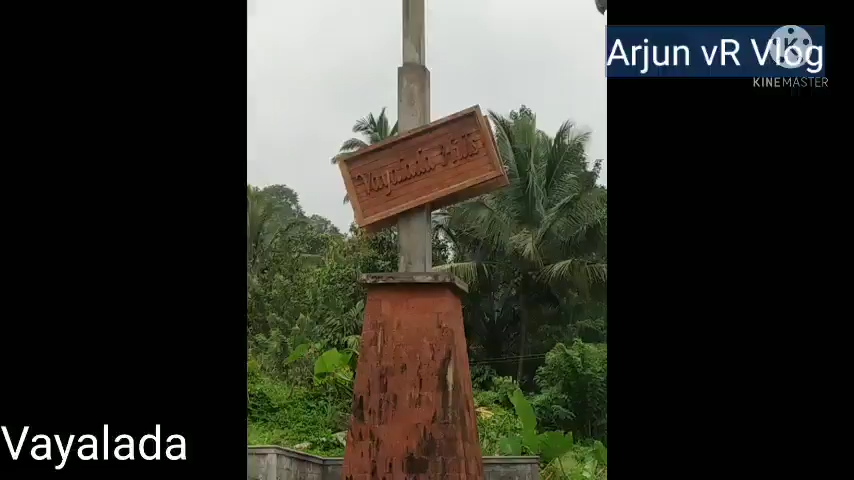 Arjun vR Vlog
K
KINEMASTER
Vayalada Hills
Vayalada